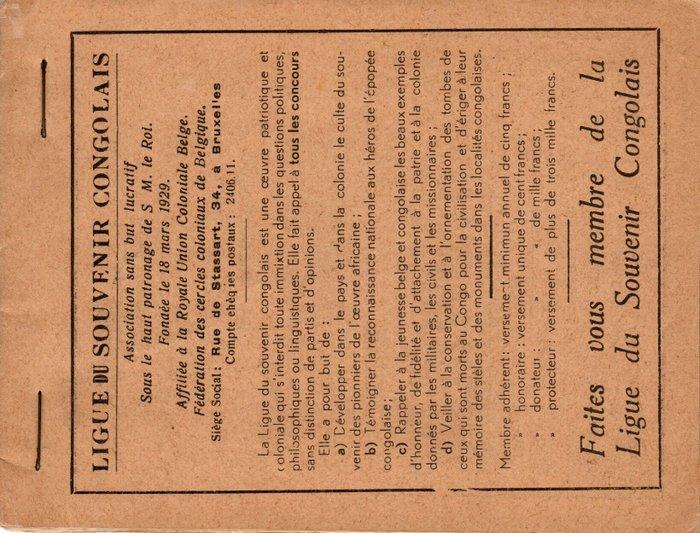 LIGUE DU SOUVENIR CONGOLAIS
Association sans but lucratif
Sous le haut patronage de S M. le Roi.
Fondée le 18 mars 1929.
Affiliée à la Royale Union Coloniale Belge.
Fédération des cercles coloniaux de Belgique.
Siège Social: Rue de Stassart, 34, à Bruxel'es
Compte chèques postaux : 2406.11.
La Ligue du souvenir congolais est une œuvre patriotique et
coloniale qui s'interdit toute immixtion dans les questions politiques,
philosophiques ou linguistiques. Elle fait appel à tous les concours
sans distinction de partis et d'opinions.
Elle a pour but de :
a) Développer dans le pays et dans la colonie le culte du sou-
venir des pionniers de l'œuvre africaine ;
b) Témoigner la reconnaissance nationale aux héros de l'épopée
congolaise;
c) Rappeler à la jeunesse belge et congolaise les beaux exemples
d'honneur, de fidélité et d'attachement à la patrie et à la colonie
donnés par les militaires, les civils et les missionnaires ;
d) Veiller à la conservation et à l'ornementation des tombes de
ceux qui sont morts au Congo pour la civilisation et d'ériger à leur
mémoire des stèles et des monuments dans les localités congolaises.
Membre adhérent : verseme-t minimun annuel de cinq francs ;
» honoraire : versement unique de cent francs ;
» donateur : » » de mille francs ;
» protecteur : versement de plus de trois mille francs.
Faites vous membre de la
Ligue du Souvenir Congolais